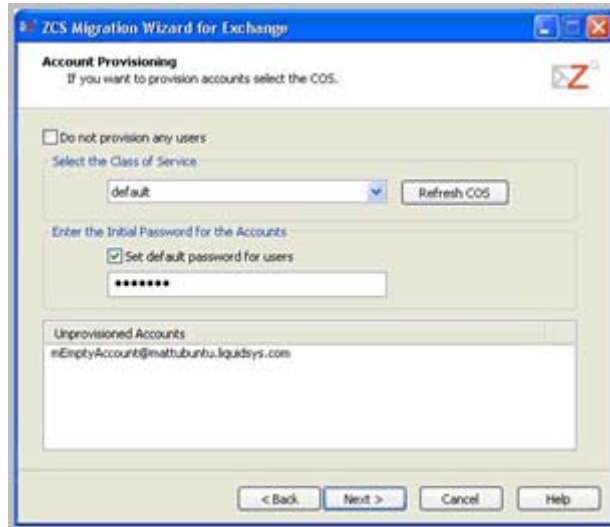 ZCS Migration Wizard for Exchange
Account Provisioning
If you want to provision accounts select the COS.
Z
Do not provision any users
Select the Class of Service
default
Refresh COS
Enter the Initial Password for the Accounts
Set default password for users
•••••••
Unprovisioned Accounts
mEmptyAccount@mattubuntu.liquidsys.com
< Back Next > Cancel Help